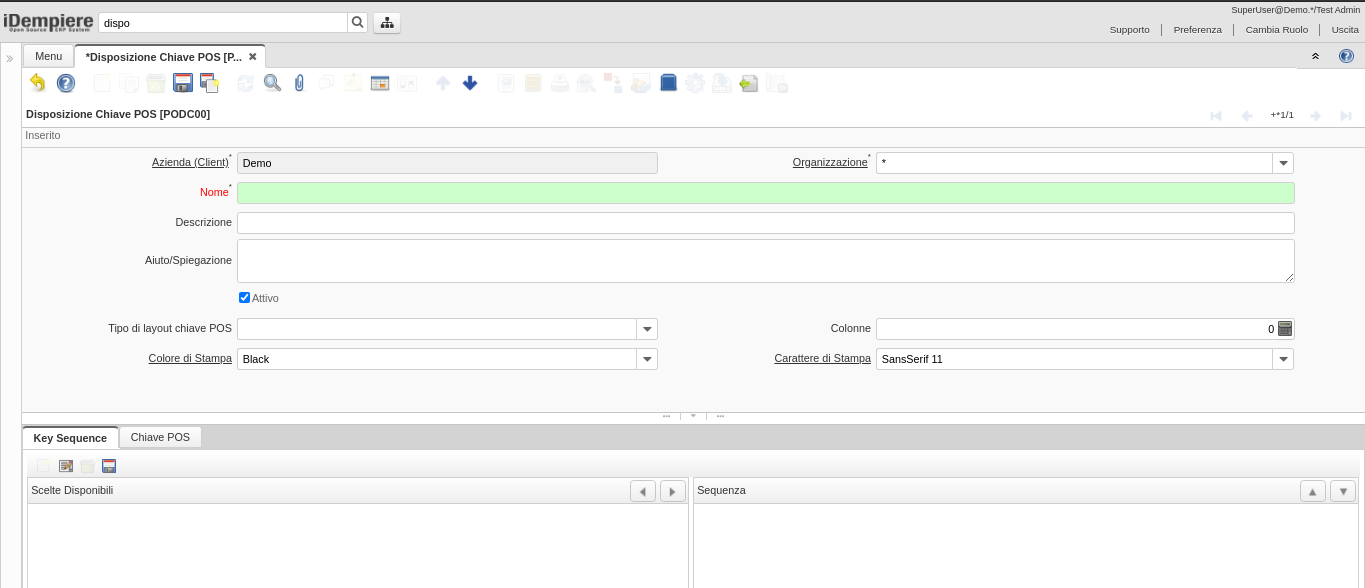 SuperUser@Demo.*/Test Admin
iDempiere
Open Source ERP System
dispo
Supporto
Preferenza
Cambia Ruolo
Uscita
»
Menu
*Disposizione Chiave POS [P...
Disposizione Chiave POS [PODC00]
+*1/1
Inserito
Azienda (Client)*
Demo
Organizzazione*
*
Nome*
Descrizione
Aiuto/Spiegazione
Attivo
Tipo di layout chiave POS
Colonne
0
Colore di Stampa
Black
Carattere di Stampa
SansSerif 11
Key Sequence
Chiave POS
Scelte Disponibili
Sequenza